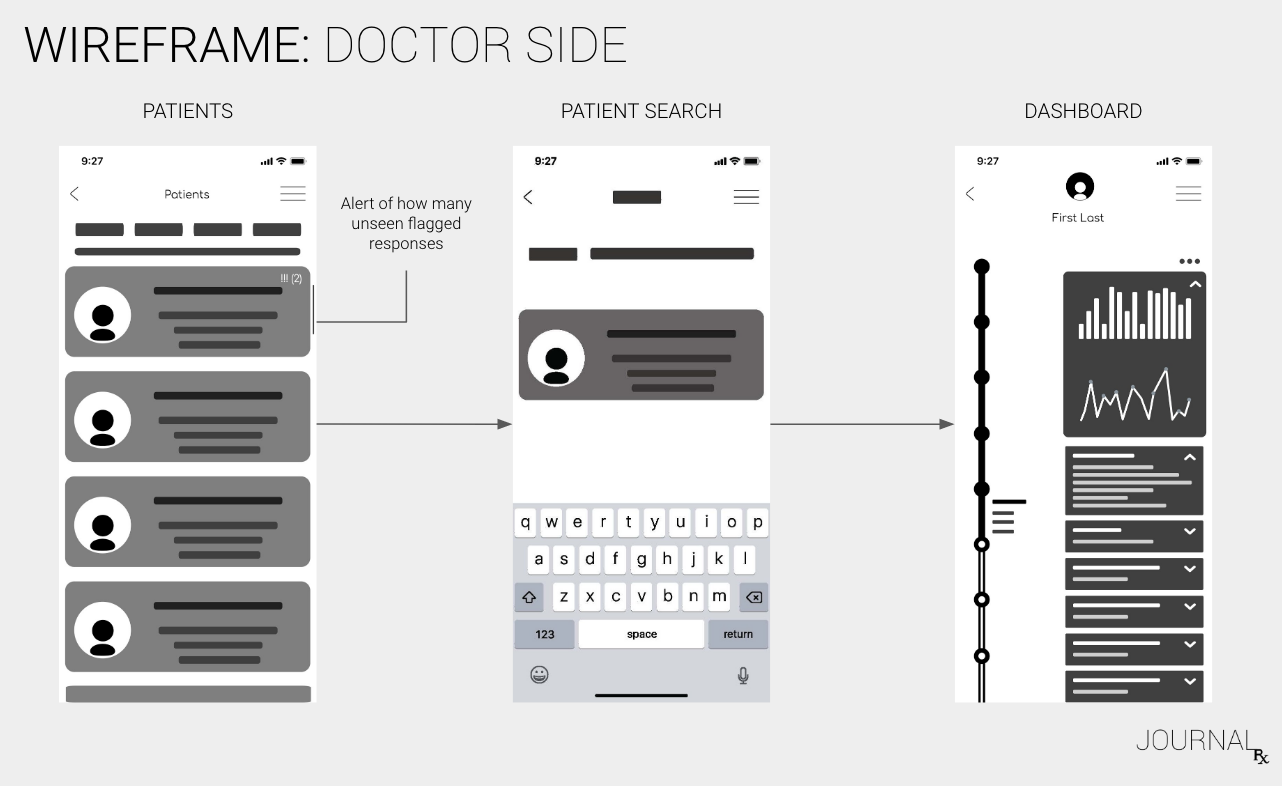 WIREFRAME: DOCTOR SIDE
PATIENTS
PATIENT SEARCH
DASHBOARD
9:27
Patients
!!! (2)
Alert of how many
unseen flagged
responses
9:27
q w e r t y u i o p
a s d f g h j k l
z x c v b n m
123 space return
9:27
First Last
JOURNAL
Rx